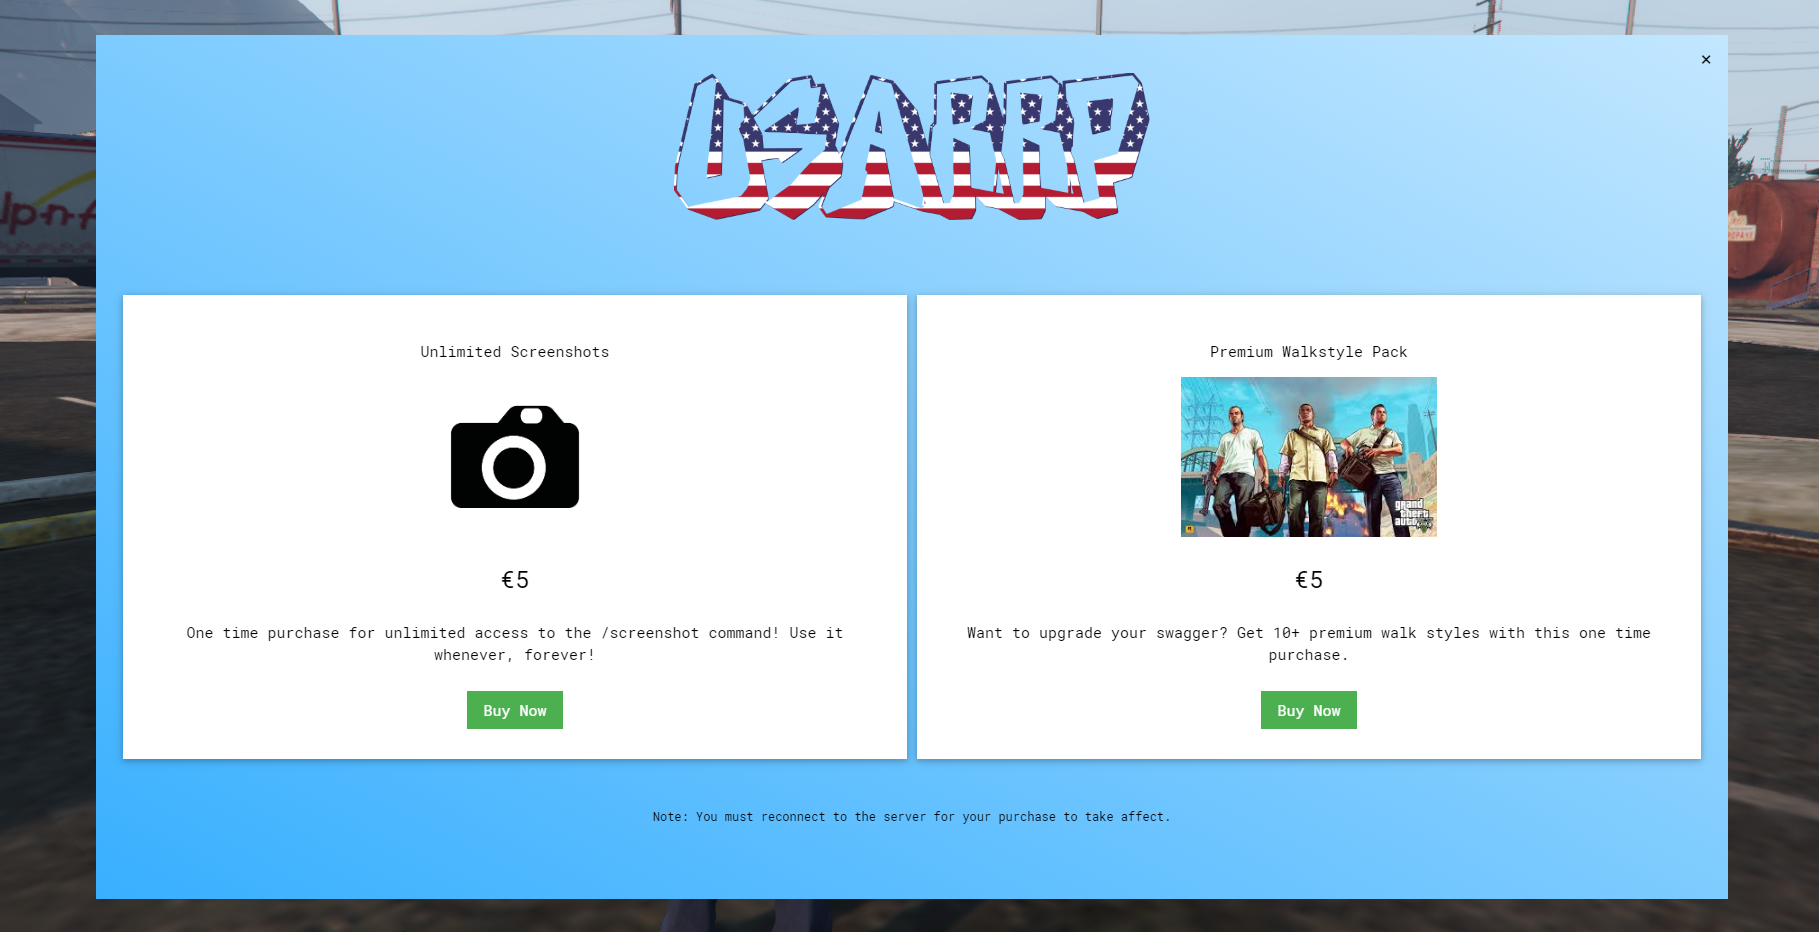 ×
USARRP
Unlimited Screenshots
Premium Walkstyle Pack
grand
theft
auto
€5
€5
One time purchase for unlimited access to the /screenshot command! Use it
whenever, forever!
Want to upgrade your swagger? Get 10+ premium walk styles with this one time
purchase.
Buy Now
Buy Now
Note: You must reconnect to the server for your purchase to take affect.